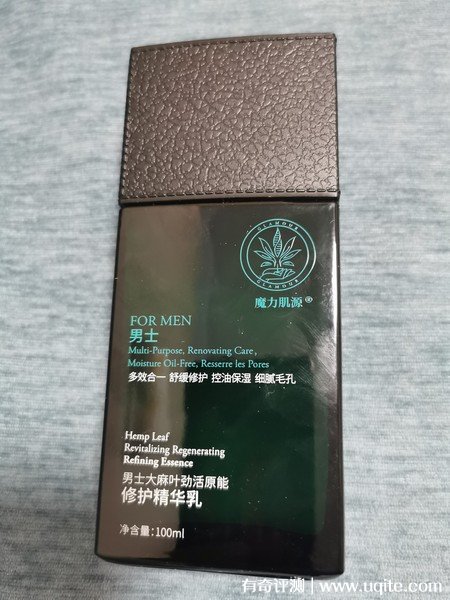 GLAMOUR
GLAMOUR
魔力肌源®
FOR MEN
男士
Multi-Purpose, Renovating Care,
Moisture Oil-Free, Resserre les Pores
多效合一 舒缓修护 控油保湿 细腻毛孔
Hemp Leaf
Revitalizing Regenerating
Refining Essence
男士大麻叶劲活原能
修护精华乳
净含量:100ml
有奇评测 | www.uqite.com